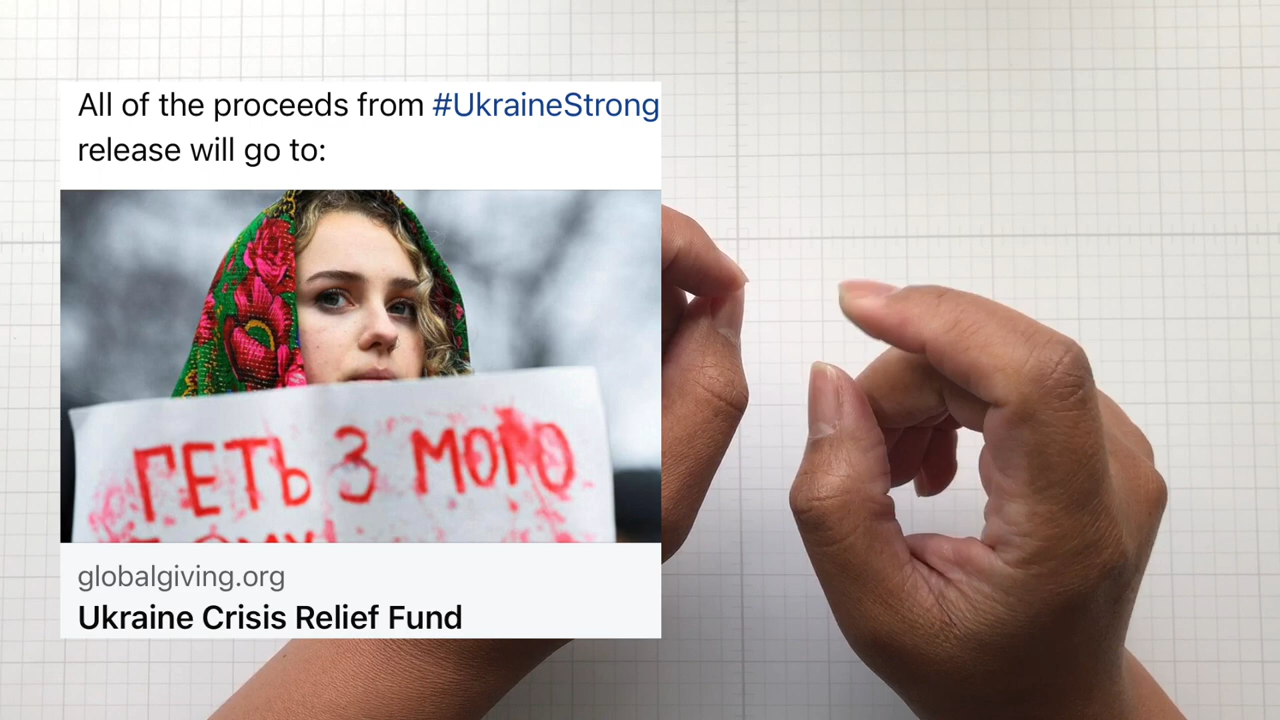 All of the proceeds from #UkraineStrong
release will go to:
ГЕТЬ З МОГО
globalgiving.org
Ukraine Crisis Relief Fund